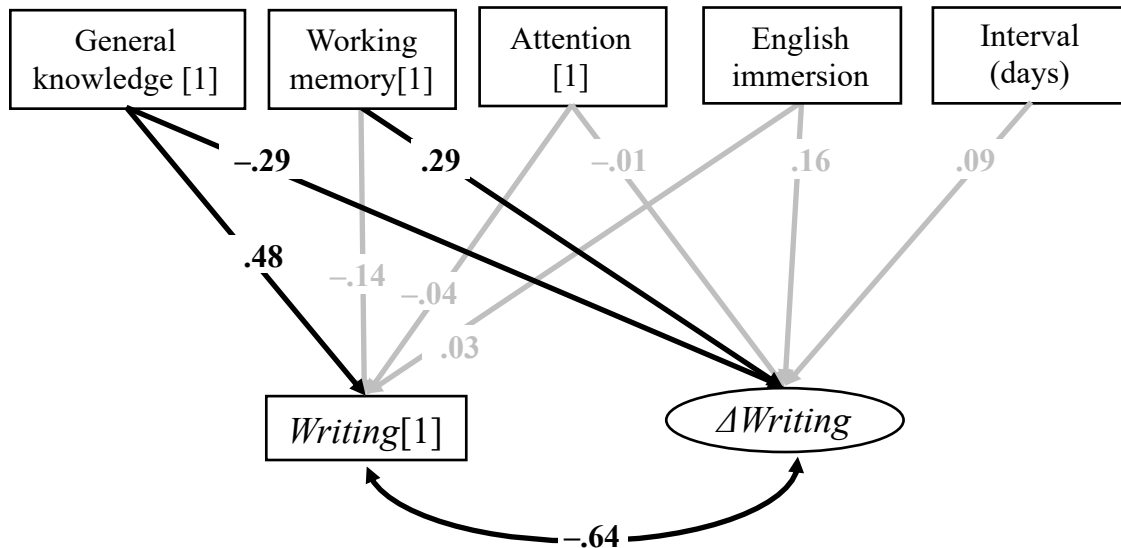 General
knowledge [1]
Working
memory[1]
Attention
[1]
English
immersion
Interval
(days)
–.29
.29
–.01
.16
.09
.48
–.14
–.04
.03
Writing[1]
ΔWriting
–.64